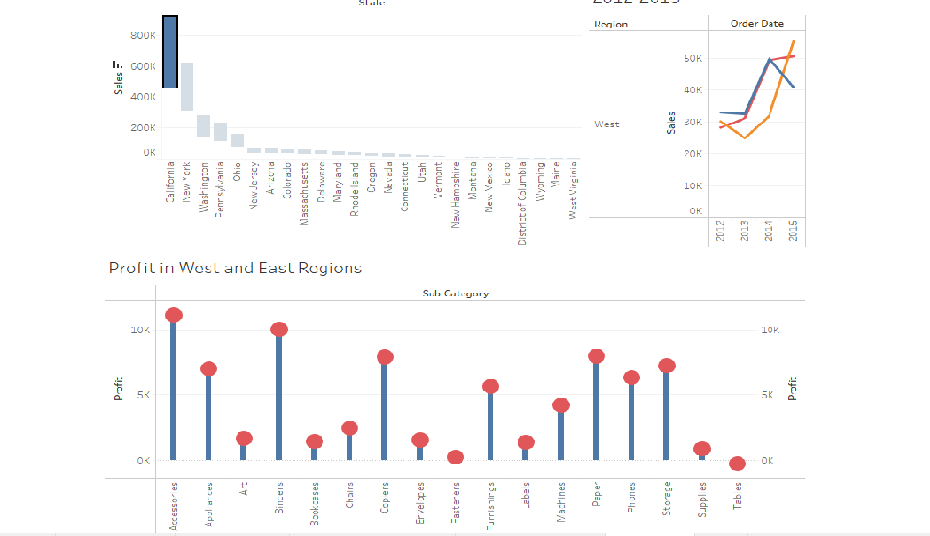 State
2012-2015
800K
600K
400K
200K
0K
Sales
California
New York
Washington
Pennsylvania
Ohio
New Jersey
Arizona
Colorado
Massachusetts
Delaware
Maryland
Rhode Island
Oregon
Nevada
Connecticut
Utah
Vermont
New Hampshire
Montana
New Mexico
Idaho
District of Columbia
Wyoming
Maine
West Virginia
Region
Order Date
West
Sales
50K
40K
30K
20K
10K
0K
2012
2013
2014
2015
Profit in West and East Regions
Sub Category
Profit
10K
5K
0K
10K
5K
0K
Profit
Accessories
Appliances
Art
Binders
Bookcases
Chairs
Copiers
Envelopes
Fasteners
Furnishings
Labels
Machines
Paper
Phones
Storage
Supplies
Tables